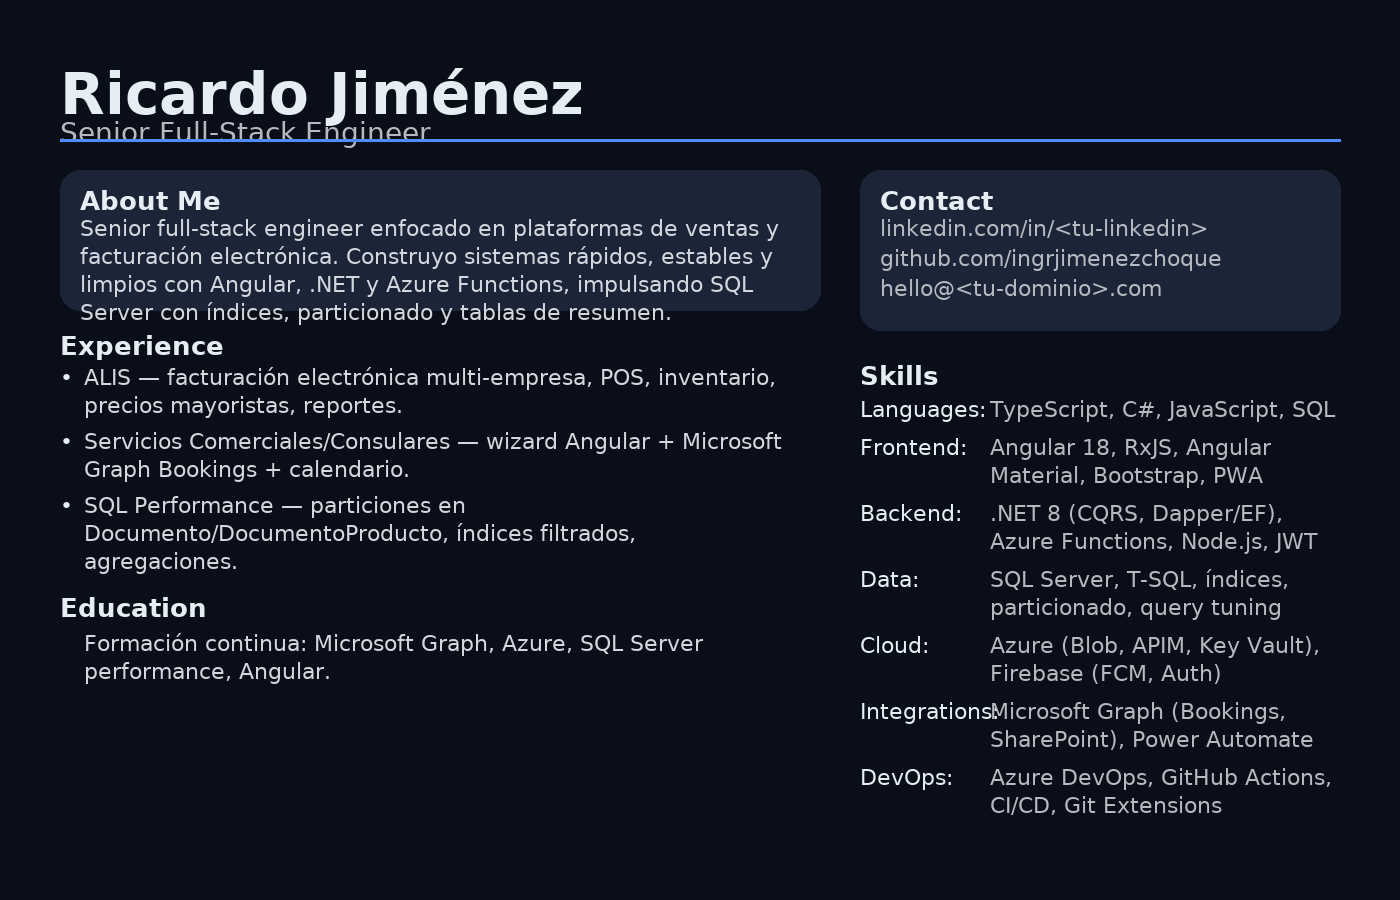 Ricardo Jiménez
Senior Full-Stack Engineer
About Me
Senior full-stack engineer enfocado en plataformas de ventas y
facturación electrónica. Construyo sistemas rápidos, estables y
limpios con Angular, .NET y Azure Functions, impulsando SQL
Server con índices, particionado y tablas de resumen.
Experience
• ALIS — facturación electrónica multi-empresa, POS, inventario,
precios mayoristas, reportes.
• Servicios Comerciales/Consulares — wizard Angular + Microsoft
Graph Bookings + calendario.
• SQL Performance — particiones en
Documento/DocumentoProducto, índices filtrados,
agregaciones.
Education
Formación continua: Microsoft Graph, Azure, SQL Server
performance, Angular.
Contact
linkedin.com/in/<tu-linkedin>
github.com/ingrjimenezchoque
hello@<tu-dominio>.com
Skills
Languages: TypeScript, C#, JavaScript, SQL
Frontend: Angular 18, RxJS, Angular
Material, Bootstrap, PWA
Backend: .NET 8 (CQRS, Dapper/EF),
Azure Functions, Node.js, JWT
Data: SQL Server, T-SQL, índices,
particionado, query tuning
Cloud: Azure (Blob, APIM, Key Vault),
Firebase (FCM, Auth)
Integrations: Microsoft Graph (Bookings,
SharePoint), Power Automate
DevOps: Azure DevOps, GitHub Actions,
CI/CD, Git Extensions